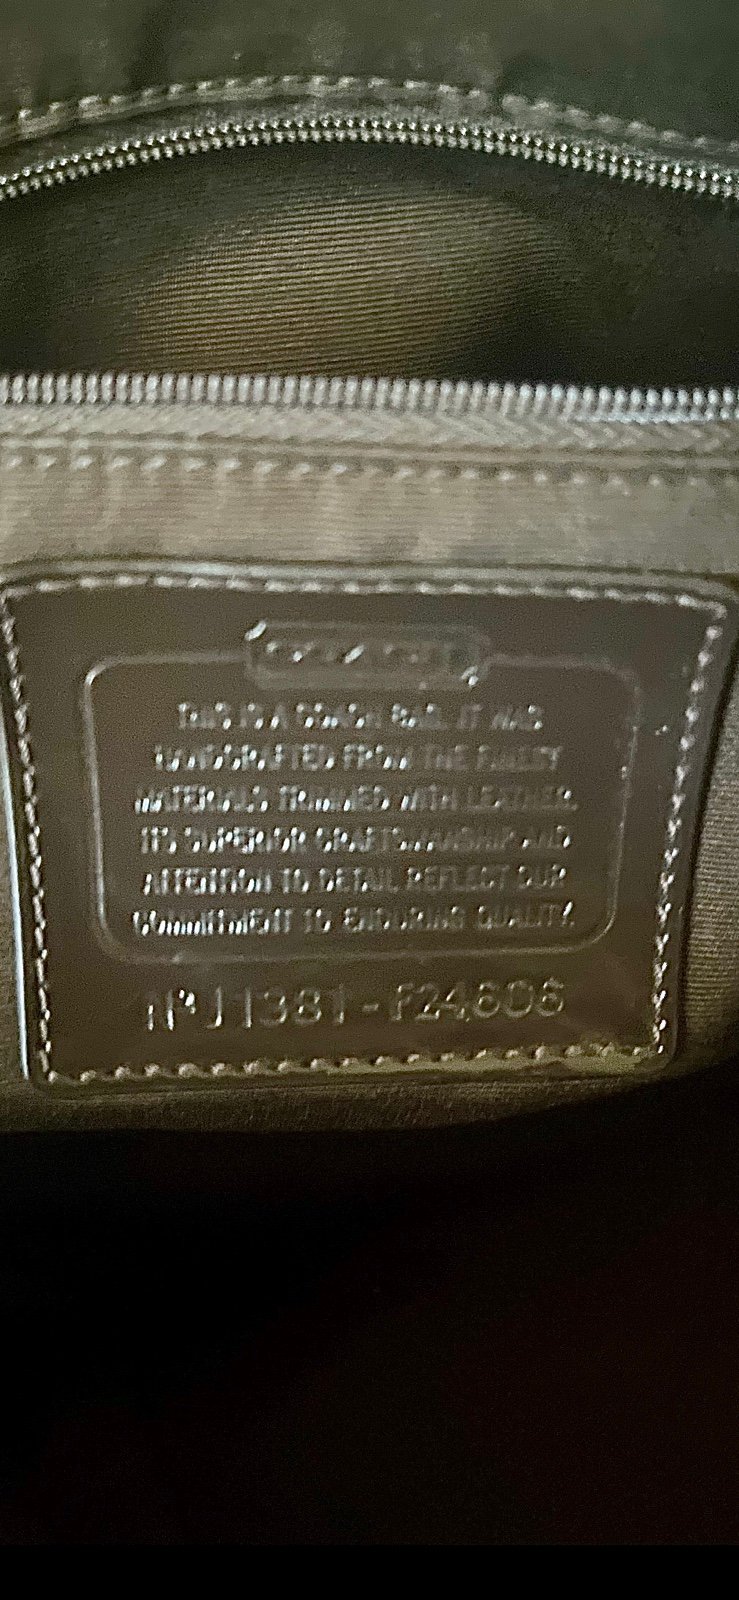 COACH
THIS IS A COACH BAG. IT WAS
HANDCRAFTED FROM THE FINEST
MATERIALS TRIMMED WITH LEATHER.
ITS SUPERIOR CRAFTSMANSHIP AND
ATTENTION TO DETAIL REFLECT OUR
COMMITMENT TO ENDURING QUALITY.
Nº J1381-F24606